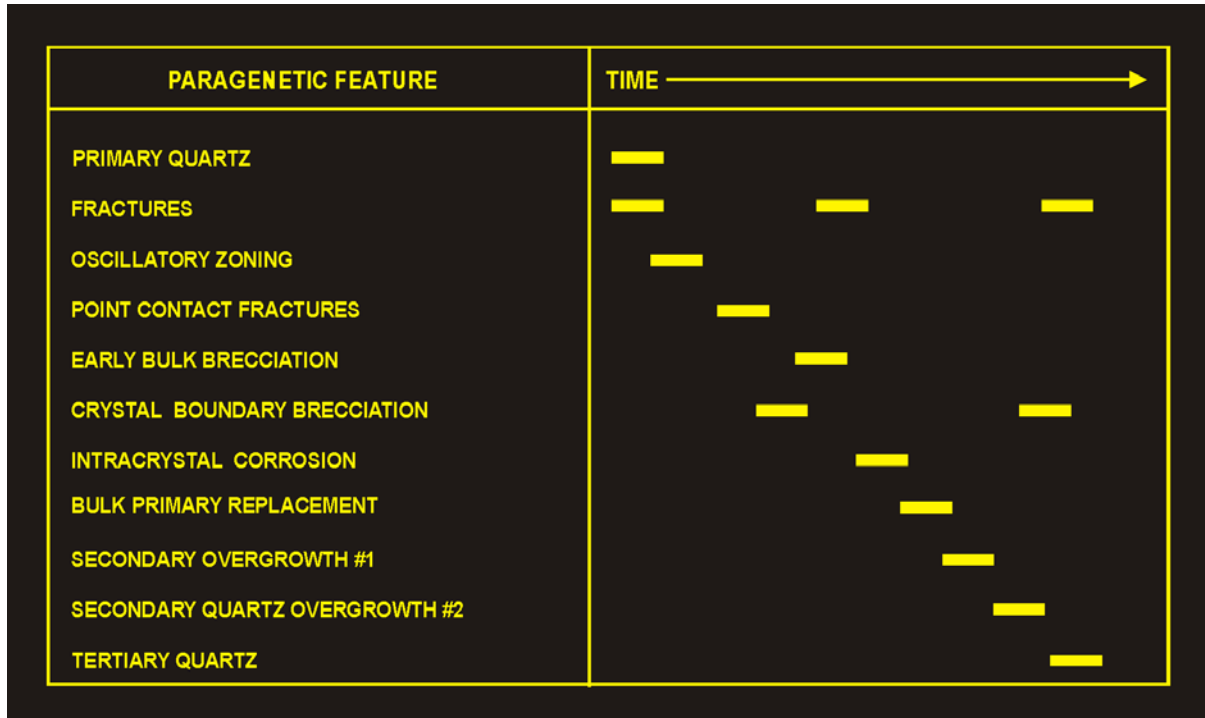 PARAGENETIC FEATURE
TIME
PRIMARY QUARTZ
FRACTURES
OSCILLATORY ZONING
POINT CONTACT FRACTURES
EARLY BULK BRECCIATION
CRYSTAL BOUNDARY BRECCIATION
INTRACRYSTAL CORROSION
BULK PRIMARY REPLACEMENT
SECONDARY OVERGROWTH #1
SECONDARY QUARTZ OVERGROWTH #2
TERTIARY QUARTZ